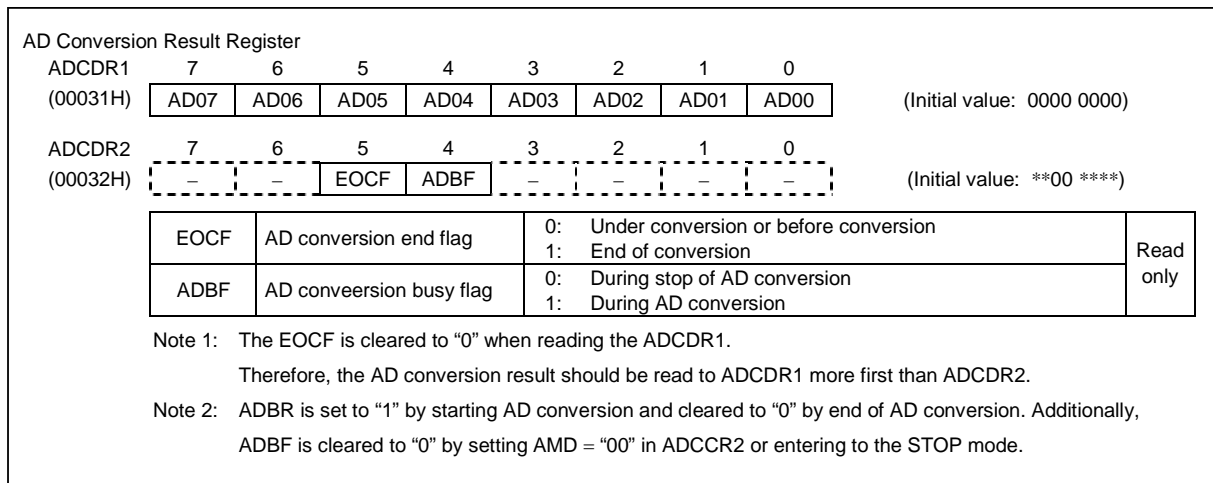 AD Conversion Result Register
ADCDR1 7 6 5 4 3 2 1 0
(00031H) AD07 AD06 AD05 AD04 AD03 AD02 AD01 AD00 (Initial value: 0000 0000)
ADCDR2 7 6 5 4 3 2 1 0
(00032H) – – EOCF ADBF – – – – (Initial value: **00 ****)
EOCF AD conversion end flag 0: Under conversion or before conversion
1: End of conversion
Read only
ADBF AD conveersion busy flag 0: During stop of AD conversion
1: During AD conversion
Note 1: The EOCF is cleared to “0” when reading the ADCDR1.
Therefore, the AD conversion result should be read to ADCDR1 more first than ADCDR2.
Note 2: ADBR is set to “1” by starting AD conversion and cleared to “0” by end of AD conversion. Additionally,
ADBF is cleared to “0” by setting AMD = “00” in ADCCR2 or entering to the STOP mode.